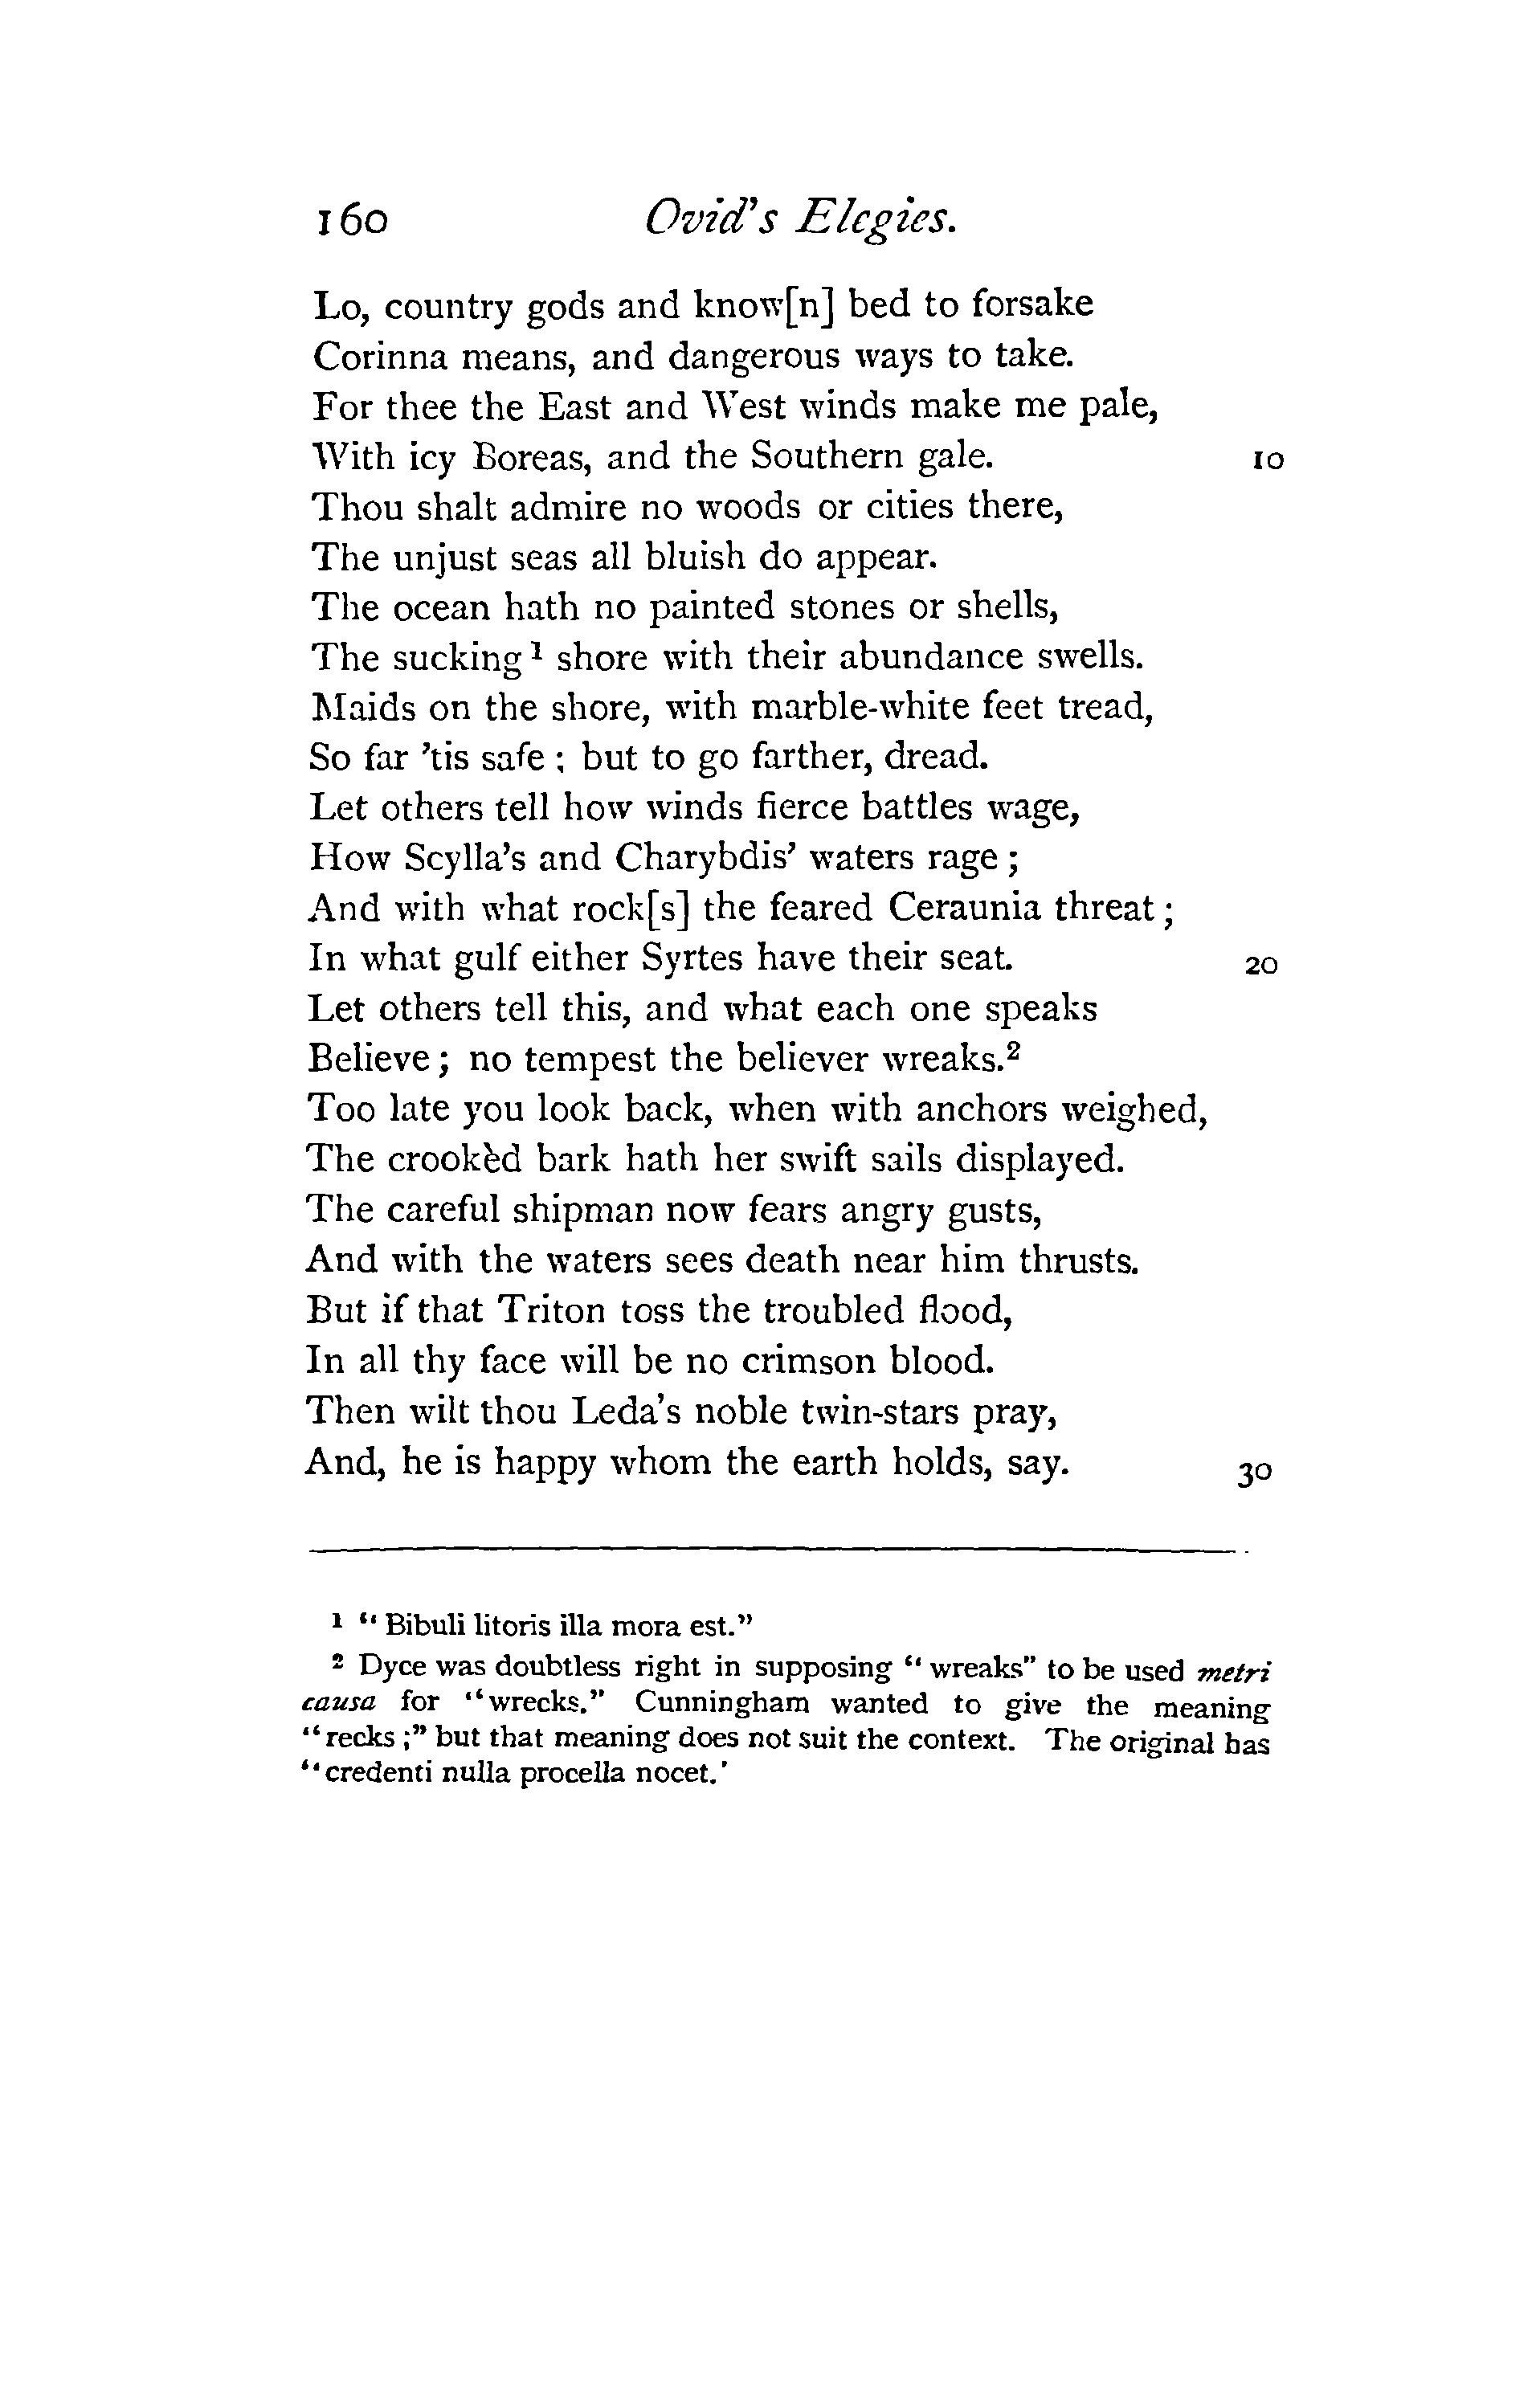 160 Ovid's Elegies.
Lo, country gods and know[n] bed to forsake
Corinna means, and dangerous ways to take.
For thee the East and West winds make me pale,
With icy Boreas, and the Southern gale. 10
Thou shalt admire no woods or cities there,
The unjust seas all bluish do appear.
The ocean hath no painted stones or shells,
The sucking¹ shore with their abundance swells.
Maids on the shore, with marble-white feet tread,
So far 'tis safe ; but to go farther, dread.
Let others tell how winds fierce battles wage,
How Scylla's and Charybdis' waters rage ;
And with what rock[s] the feared Ceraunia threat ;
In what gulf either Syrtes have their seat. 20
Let others tell this, and what each one speaks
Believe ; no tempest the believer wreaks.²
Too late you look back, when with anchors weighed,
The crookèd bark hath her swift sails displayed.
The careful shipman now fears angry gusts,
And with the waters sees death near him thrusts.
But if that Triton toss the troubled flood,
In all thy face will be no crimson blood.
Then wilt thou Leda's noble twin-stars pray,
And, he is happy whom the earth holds, say. 30
¹ “ Bibuli litoris illa mora est.”
² Dyce was doubtless right in supposing “ wreaks” to be used metri
causa for “wrecks.” Cunningham wanted to give the meaning
“recks ;” but that meaning does not suit the context. The original has
“credenti nulla procella nocet.'